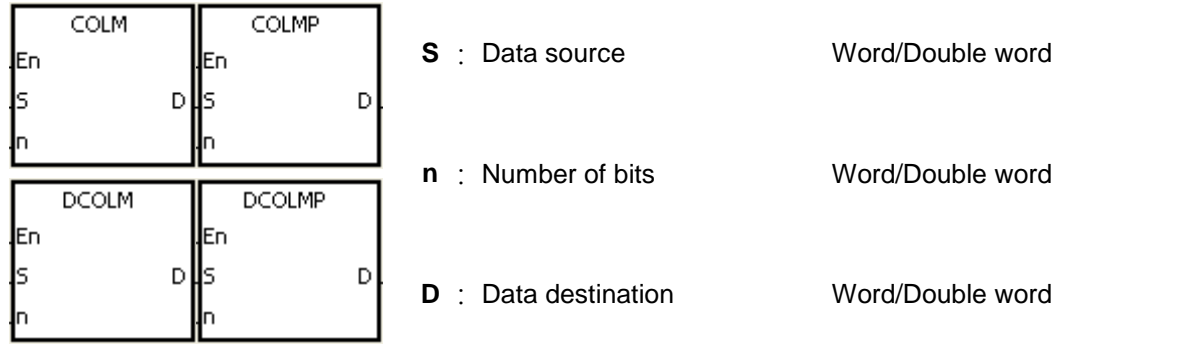 COLM COLMP
En En
S D S D
n n
DCOLM DCOLMP
En En
S D S D
n n
S : Data source Word/Double word
n : Number of bits Word/Double word
D : Data destination Word/Double word